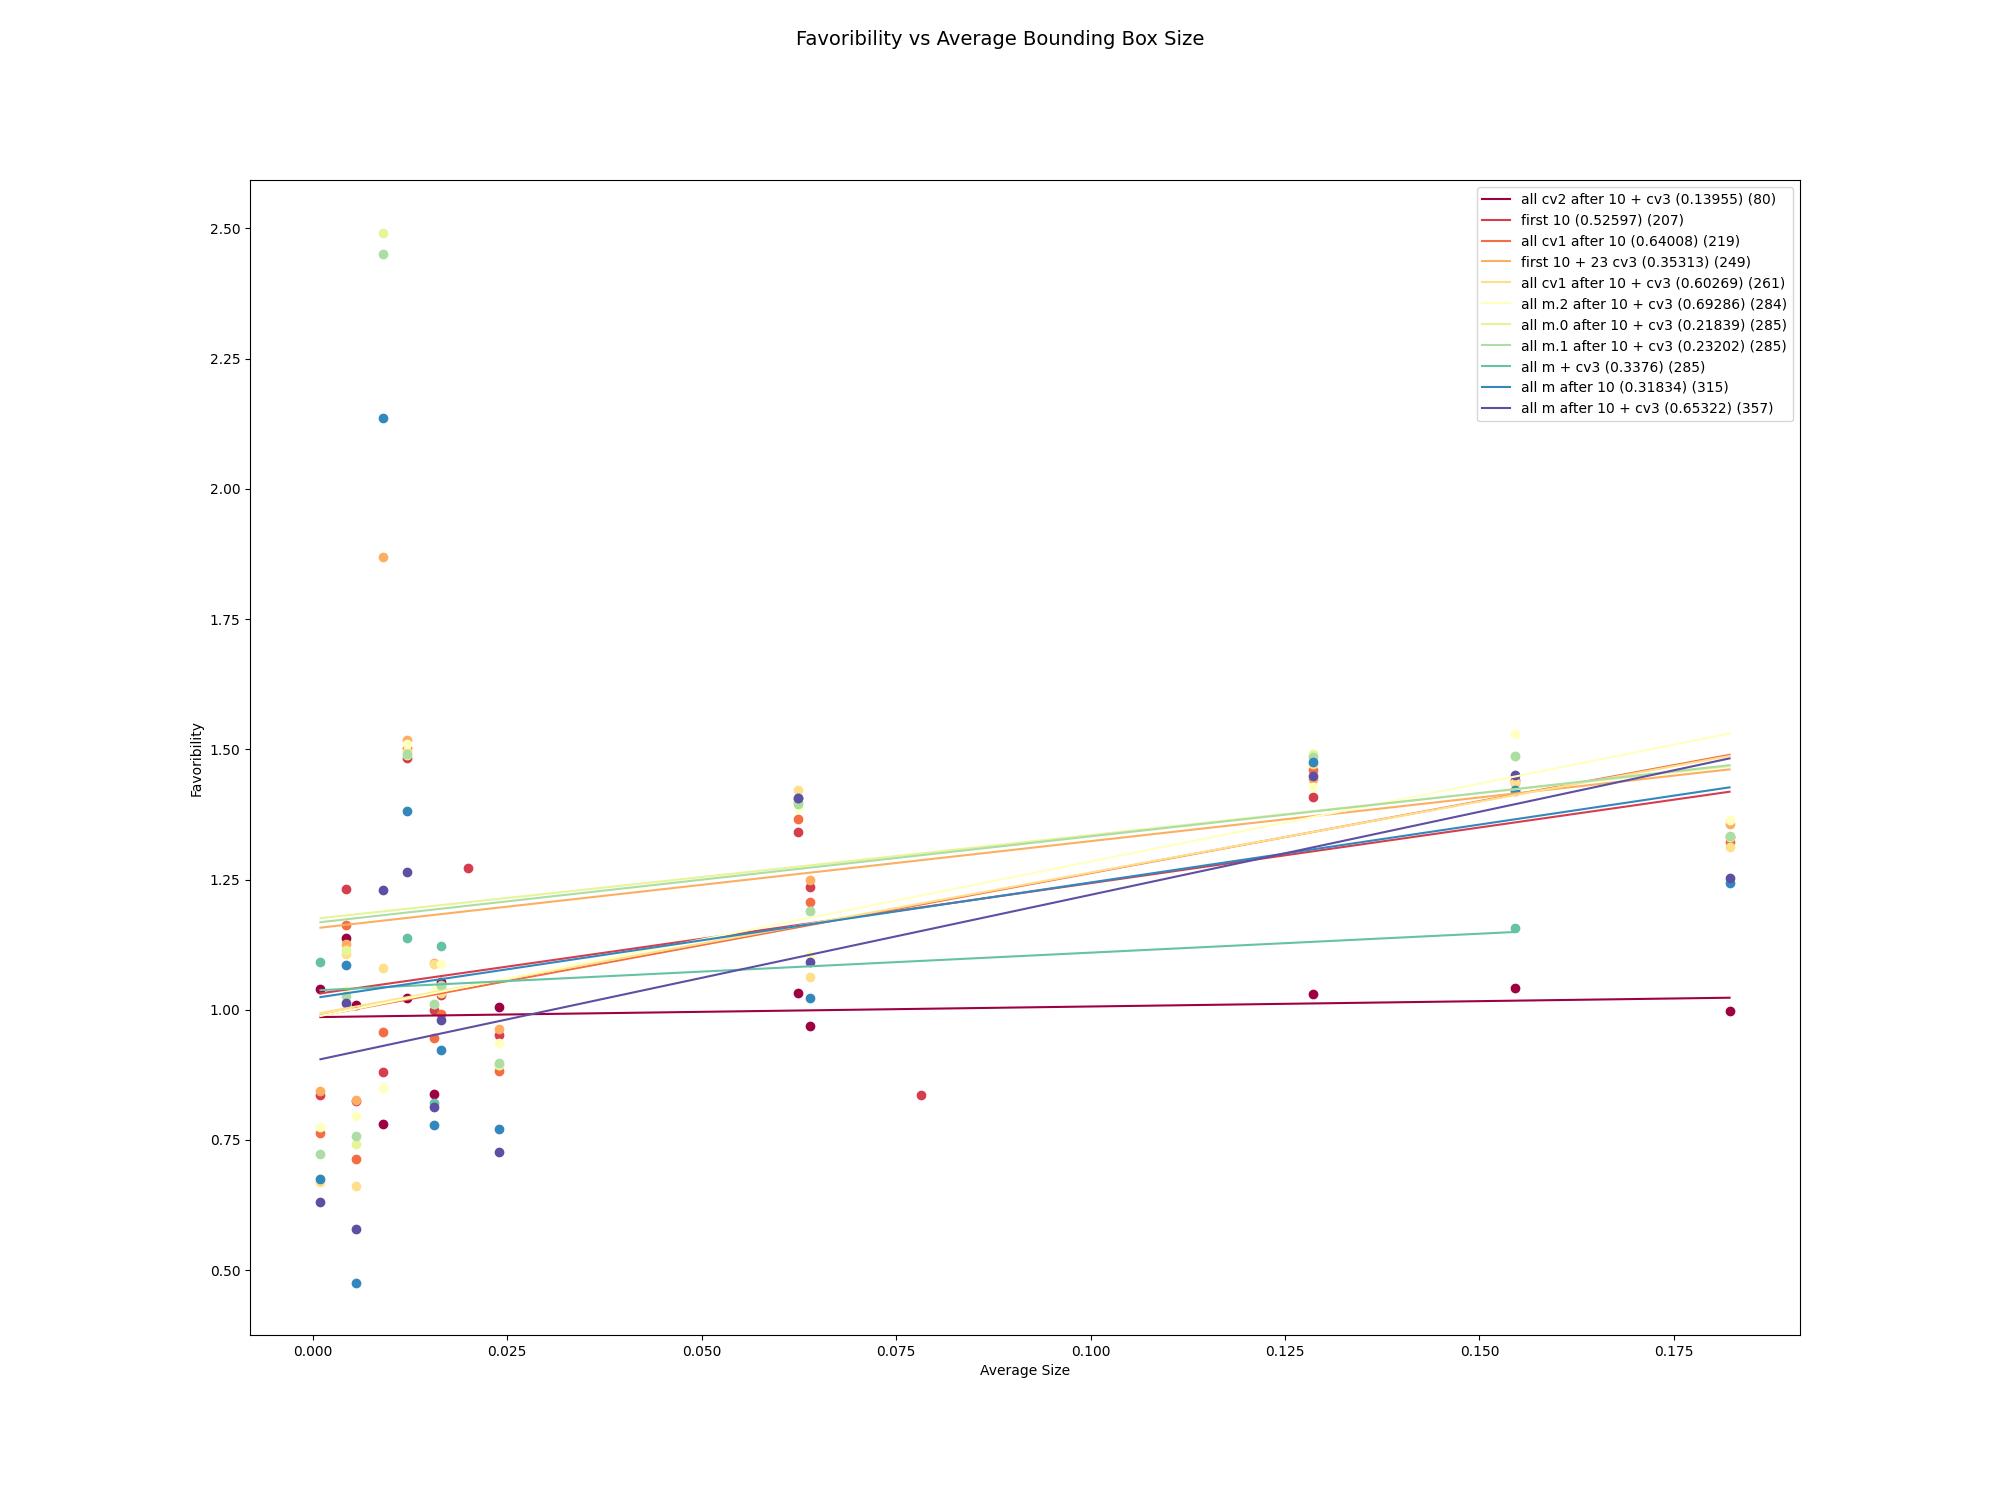 Favoribility vs Average Bounding Box Size
all cv2 after 10 + cv3 (0.13955) (80)
first 10 (0.52597) (207)
all cv1 after 10 (0.64008) (219)
first 10 + 23 cv3 (0.35313) (249)
all cv1 after 10 + cv3 (0.60269) (261)
all m.2 after 10 + cv3 (0.69286) (284)
all m.0 after 10 + cv3 (0.21839) (285)
all m.1 after 10 + cv3 (0.23202) (285)
all m + cv3 (0.3376) (285)
all m after 10 (0.31834) (315)
all m after 10 + cv3 (0.65322) (357)
2.50
2.25
2.00
1.75
1.50
1.25
1.00
0.75
0.50
Favoribility
0.000 0.025 0.050 0.075 0.100 0.125 0.150 0.175
Average Size